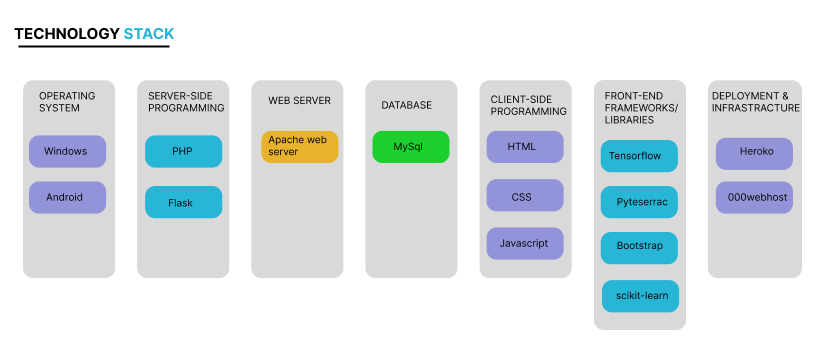 TECHNOLOGY STACK
OPERATING
SYSTEM
Windows
Android
SERVER-SIDE
PROGRAMMING
PHP
Flask
WEB SERVER
Apache web
server
DATABASE
MySql
CLIENT-SIDE
PROGRAMMING
HTML
CSS
Javascript
FRONT-END
FRAMEWORKS/
LIBRARIES
Tensorflow
Pyteserrac
Bootstrap
scikit-learn
DEPLOYMENT &
INFRASTRACTURE
Heroko
000webhost